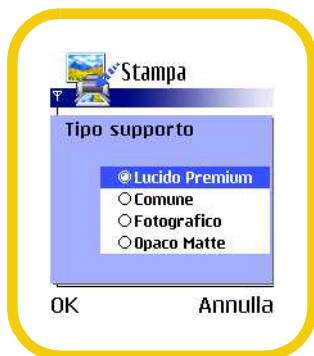 Stampa
Tipo supporto
Lucido Premium
Comune
Fotografico
Opaco Matte
OK Annulla